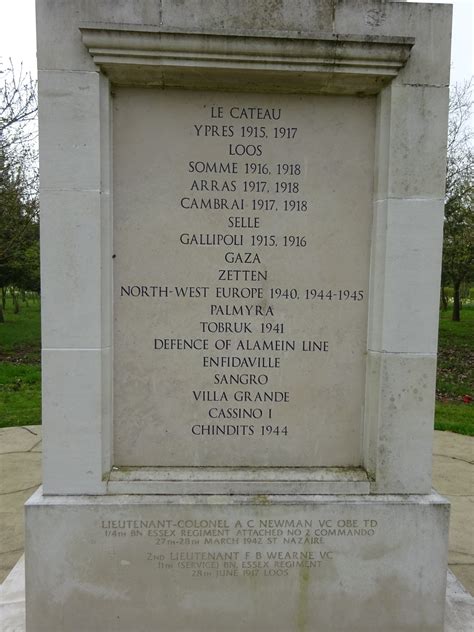 LE CATEAU
YPRES 1915, 1917
LOOS
SOMME 1916, 1918
ARRAS 1917, 1918
CAMBRAI 1917, 1918
SELLE
GALLIPOLI 1915, 1916
GAZA
ZETTEN
NORTH-WEST EUROPE 1940, 1944-1945
PALMYRA
TOBRUK 1941
DEFENCE OF ALAMEIN LINE
ENFIDAVILLE
SANGRO
VILLA GRANDE
CASSINO I
CHINDITS 1944
LIEUTENANT-COLONEL A C NEWMAN VC OBE TD
1/4TH BN ESSEX REGIMENT ATTACHED NO 2 COMMANDO
27TH-28TH MARCH 1942 ST NAZAIRE
2ND LIEUTENANT F B WEARNE VC
11TH (SERVICE) BN, ESSEX REGIMENT
28TH JUNE 1917 LOOS